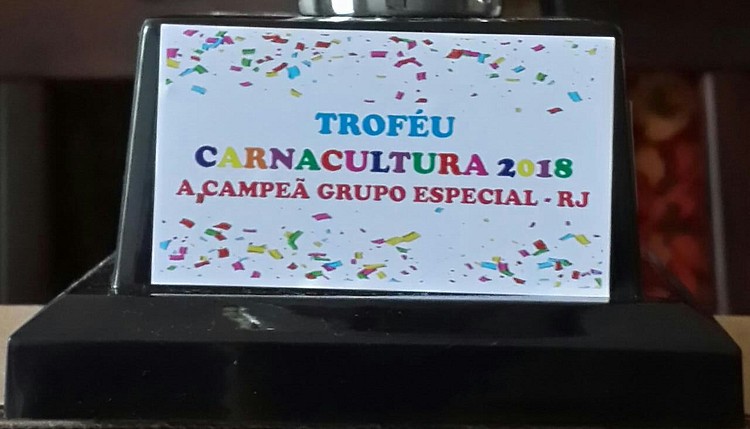 TROFÉU
CARNACULTURA 2018
A CAMPEÃ GRUPO ESPECIAL - RJ